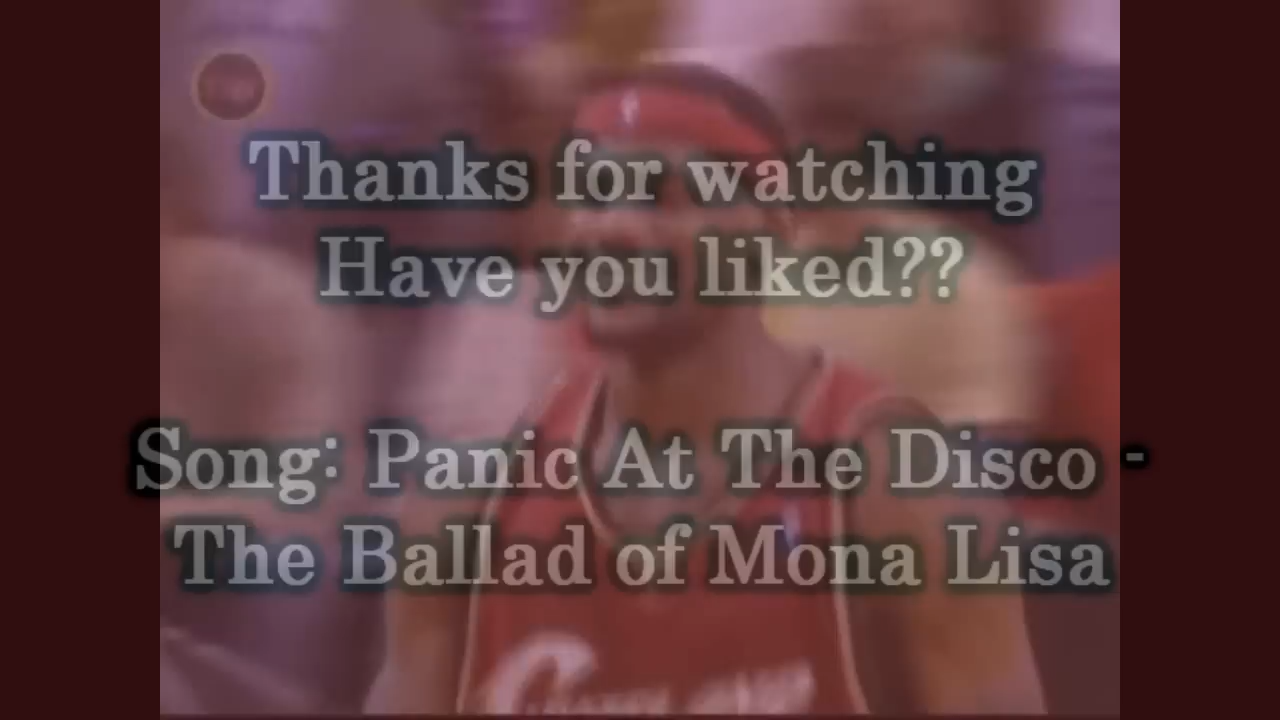 Thanks for watching
Have you liked??
Song: Panic At The Disco -
The Ballad of Mona Lisa